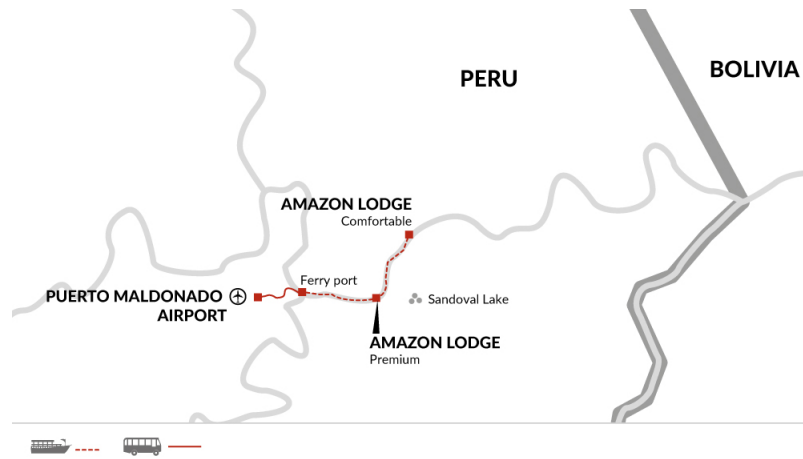 PERU
BOLIVIA
AMAZON LODGE
Comfortable
Ferry port
PUERTO MALDONADO
AIRPORT
Sandoval Lake
AMAZON LODGE
Premium